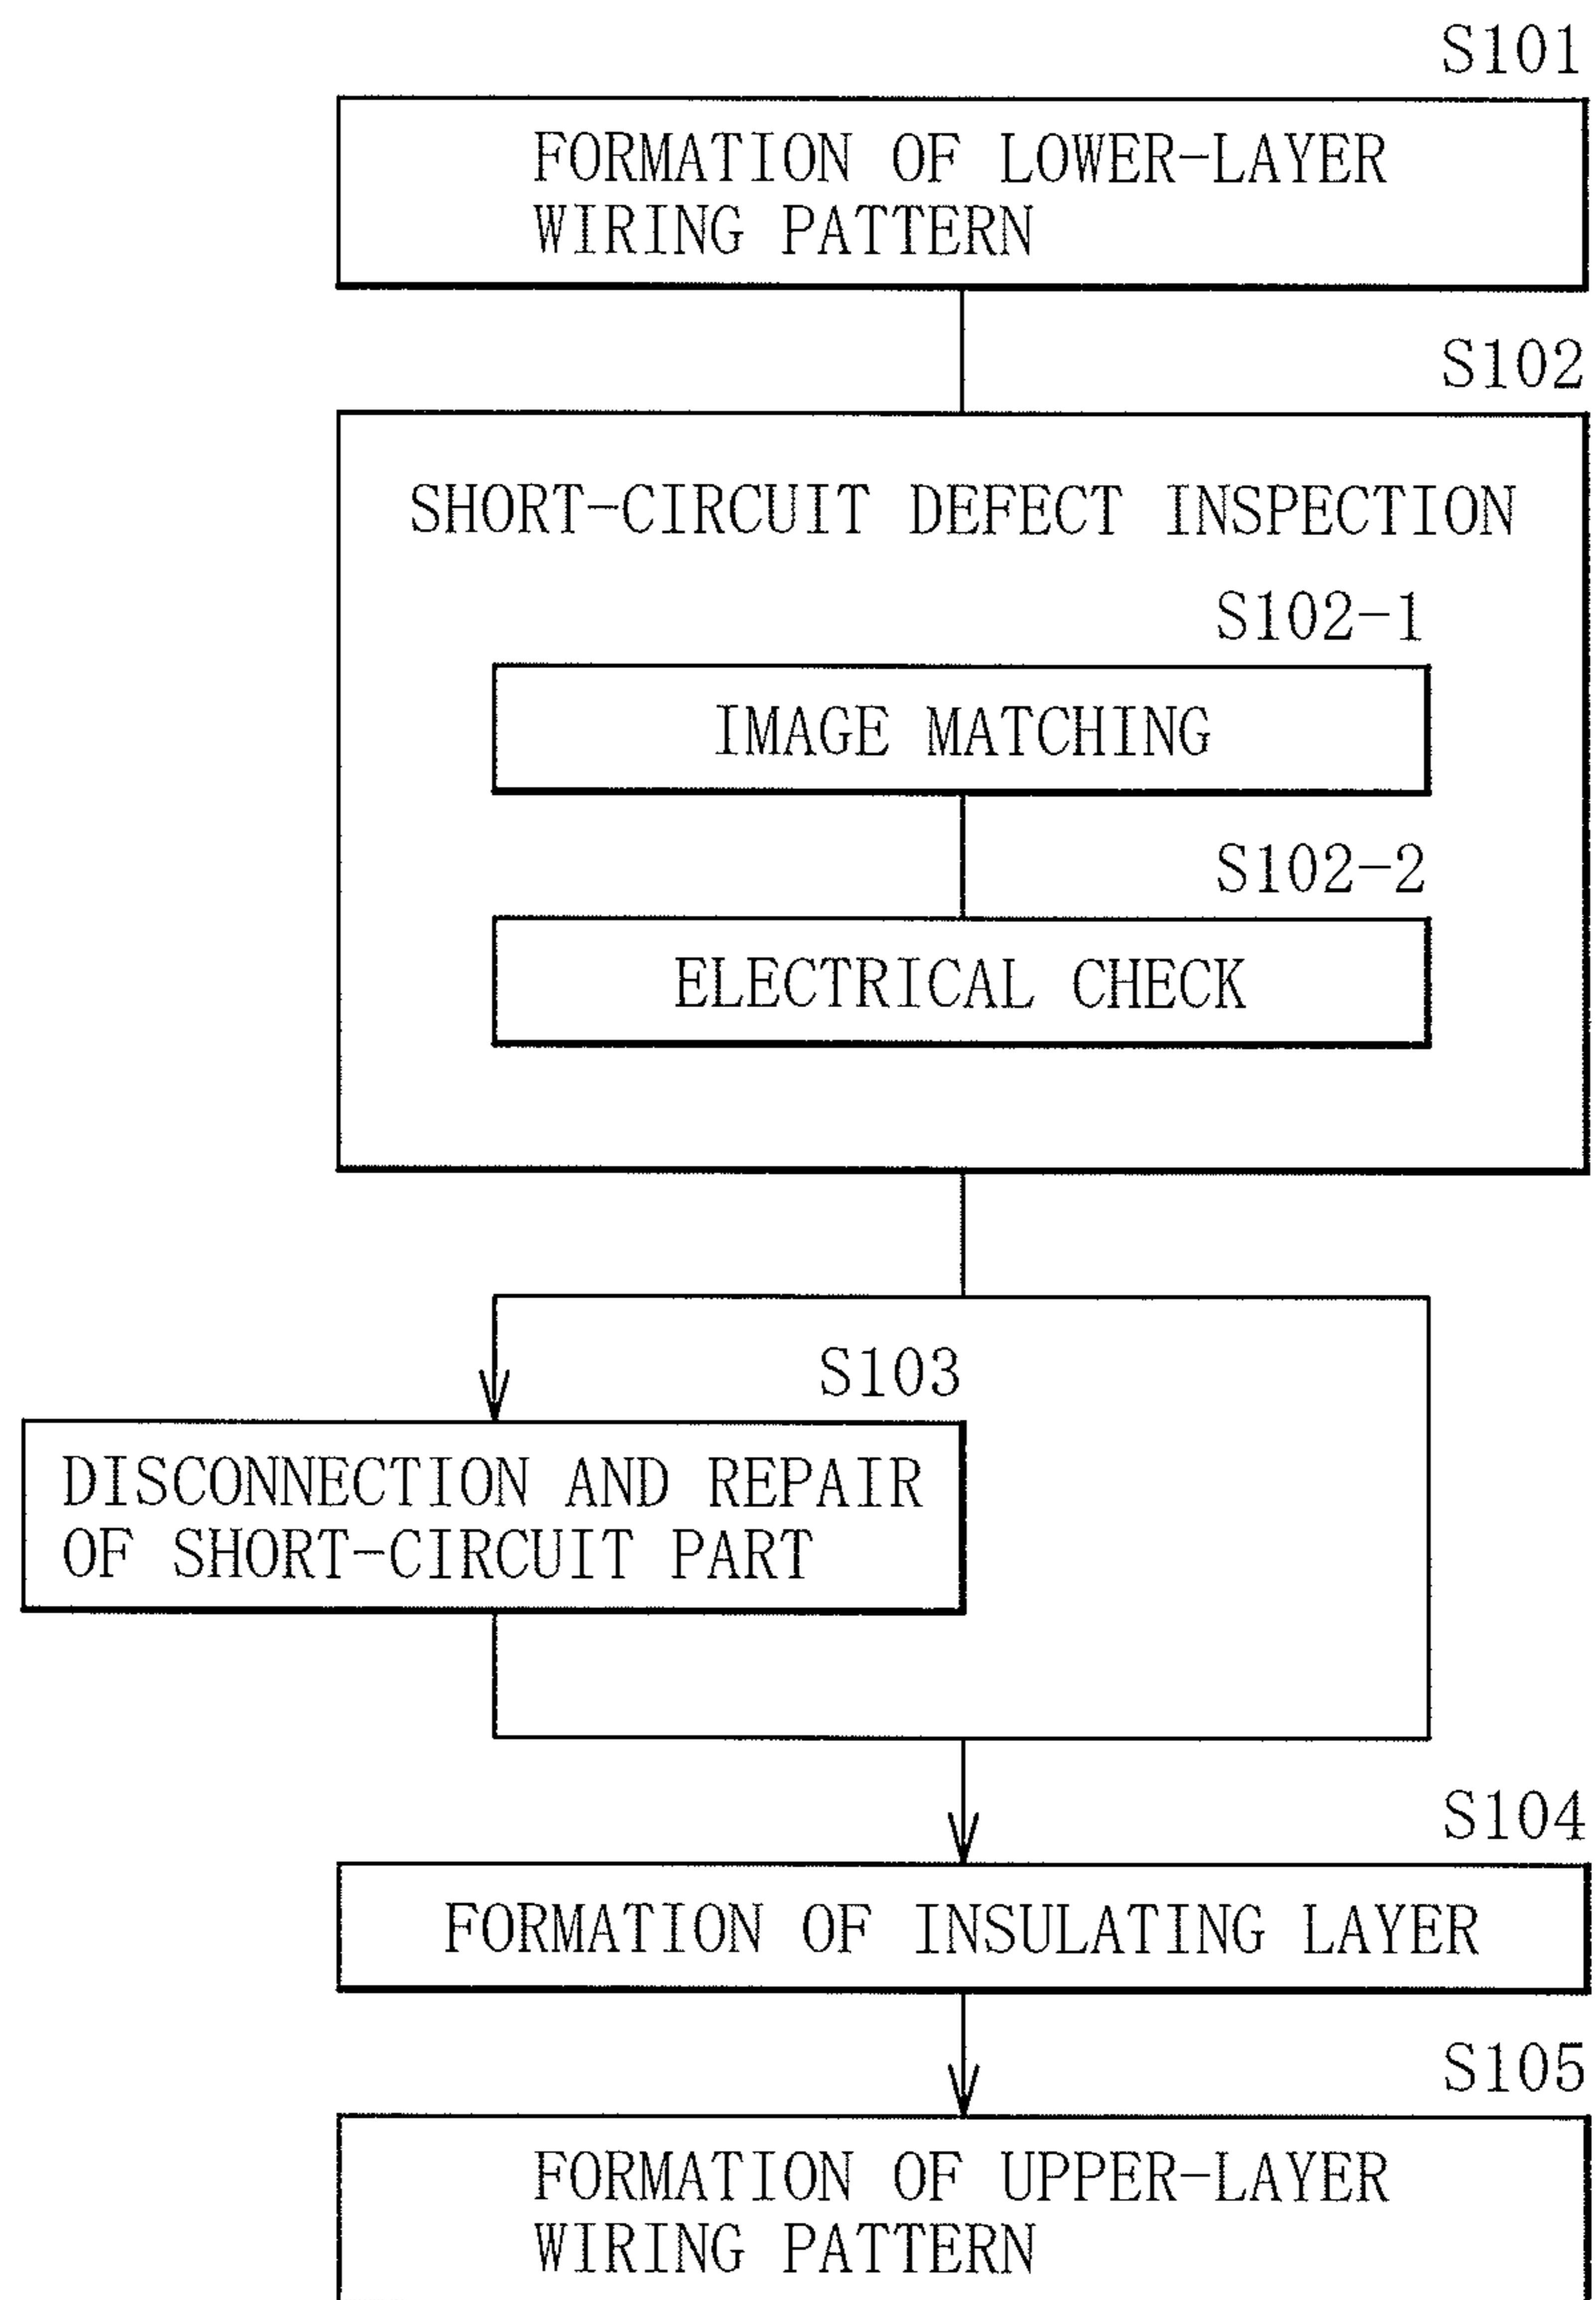 S101
FORMATION OF LOWER-LAYER
WIRING PATTERN
S102
SHORT-CIRCUIT DEFECT INSPECTION
S102-1
IMAGE MATCHING
S102-2
ELECTRICAL CHECK
S103
DISCONNECTION AND REPAIR
OF SHORT-CIRCUIT PART
S104
FORMATION OF INSULATING LAYER
S105
FORMATION OF UPPER-LAYER
WIRING PATTERN